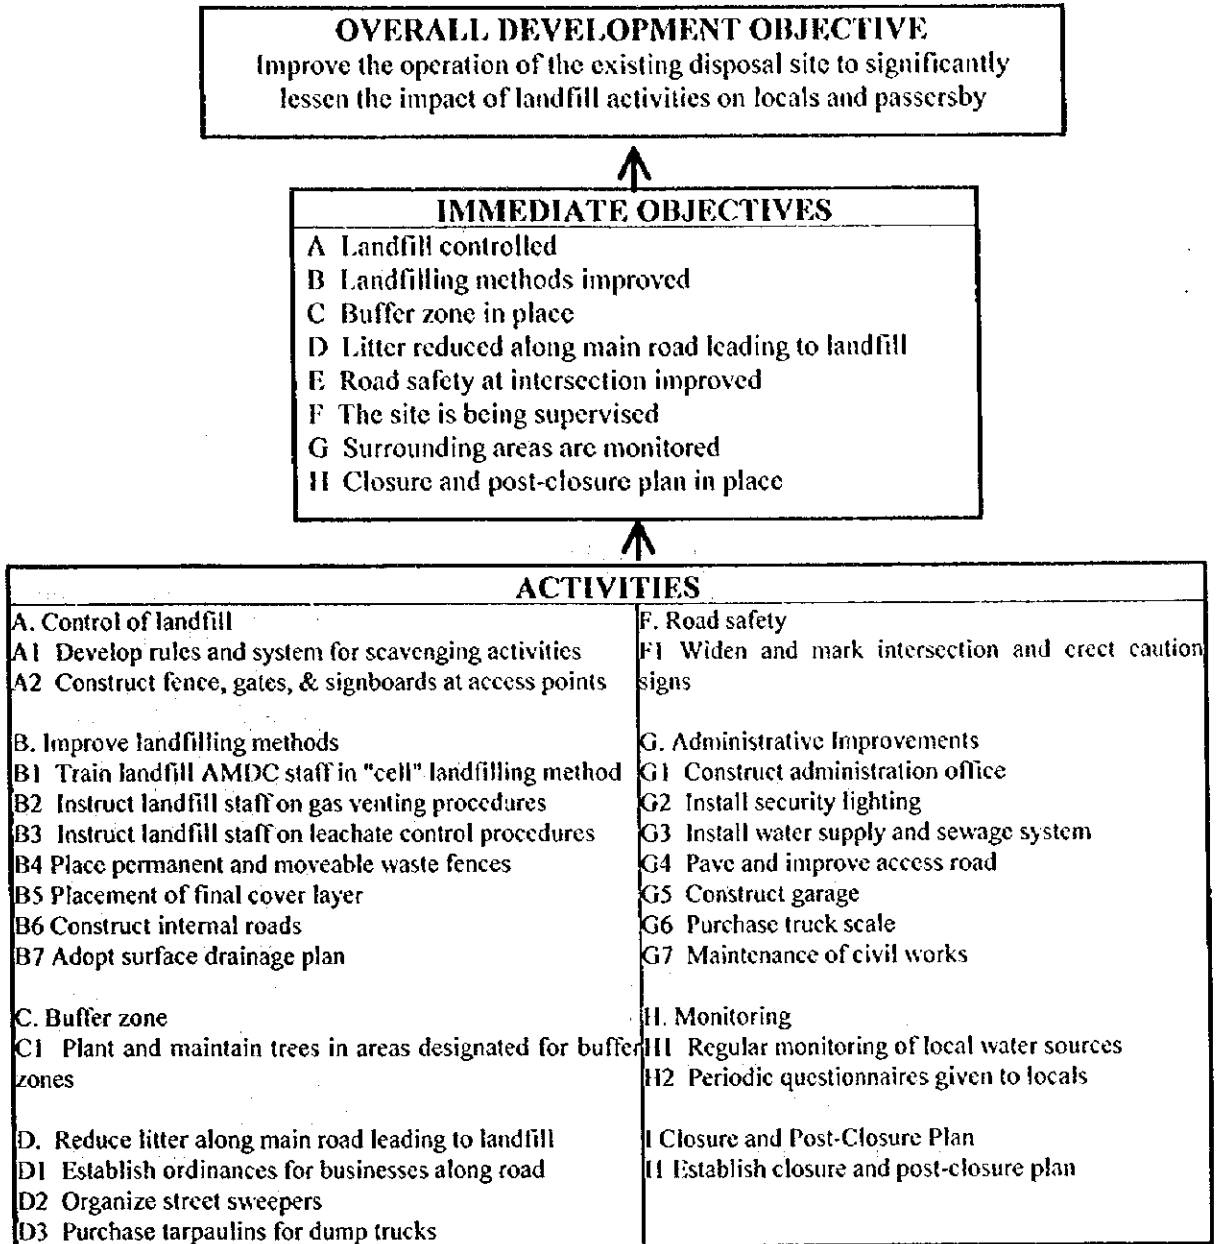 OVERALL DEVELOPMENT OBJECTIVE
Improve the operation of the existing disposal site to significantly
lessen the impact of landfill activities on locals and passersby
IMMEDIATE OBJECTIVES
A Landfill controlled
B Landfilling methods improved
C Buffer zone in place
D Litter reduced along main road leading to landfill
E Road safety at intersection improved
F The site is being supervised
G Surrounding areas are monitored
H Closure and post-closure plan in place
ACTIVITIES
A. Control of landfill
A1 Develop rules and system for scavenging activities
A2 Construct fence, gates, & signboards at access points
B. Improve landfilling methods
B1 Train landfill AMDC staff in "cell" landfilling method
B2 Instruct landfill staff on gas venting procedures
B3 Instruct landfill staff on leachate control procedures
B4 Place permanent and moveable waste fences
B5 Placement of final cover layer
B6 Construct internal roads
B7 Adopt surface drainage plan
C. Buffer zone
C1 Plant and maintain trees in areas designated for buffer
zones
D. Reduce litter along main road leading to landfill
D1 Establish ordinances for businesses along road
D2 Organize street sweepers
D3 Purchase tarpaulins for dump trucks
F. Road safety
F1 Widen and mark intersection and erect caution
signs
G. Administrative Improvements
G1 Construct administration office
G2 Install security lighting
G3 Install water supply and sewage system
G4 Pave and improve access road
G5 Construct garage
G6 Purchase truck scale
G7 Maintenance of civil works
H. Monitoring
H1 Regular monitoring of local water sources
H2 Periodic questionnaires given to locals
I Closure and Post-Closure Plan
I1 Establish closure and post-closure plan